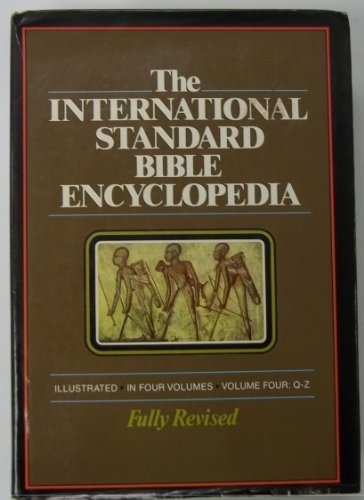 The
INTERNATIONAL
STANDARD
BIBLE
ENCYCLOPEDIA
ILLUSTRATED • IN FOUR VOLUMES • VOLUME FOUR: Q-Z
Fully Revised